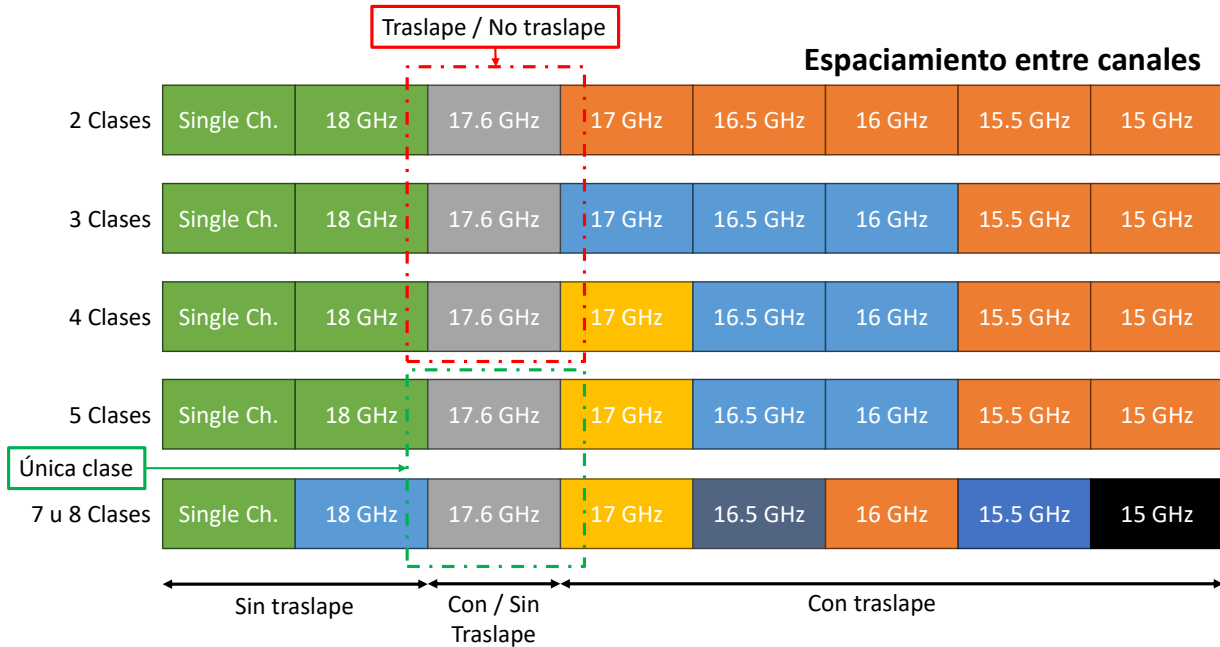 Traslape / No traslape
Espaciamiento entre canales
2 Clases Single Ch. 18 GHz 17.6 GHz 17 GHz 16.5 GHz 16 GHz 15.5 GHz 15 GHz
3 Clases Single Ch. 18 GHz 17.6 GHz 17 GHz 16.5 GHz 16 GHz 15.5 GHz 15 GHz
4 Clases Single Ch. 18 GHz 17.6 GHz 17 GHz 16.5 GHz 16 GHz 15.5 GHz 15 GHz
5 Clases Single Ch. 18 GHz 17.6 GHz 17 GHz 16.5 GHz 16 GHz 15.5 GHz 15 GHz
Única clase
7 u 8 Clases Single Ch. 18 GHz 17.6 GHz 17 GHz 16.5 GHz 16 GHz 15.5 GHz 15 GHz
Sin traslape
Con / Sin
Traslape
Con traslape